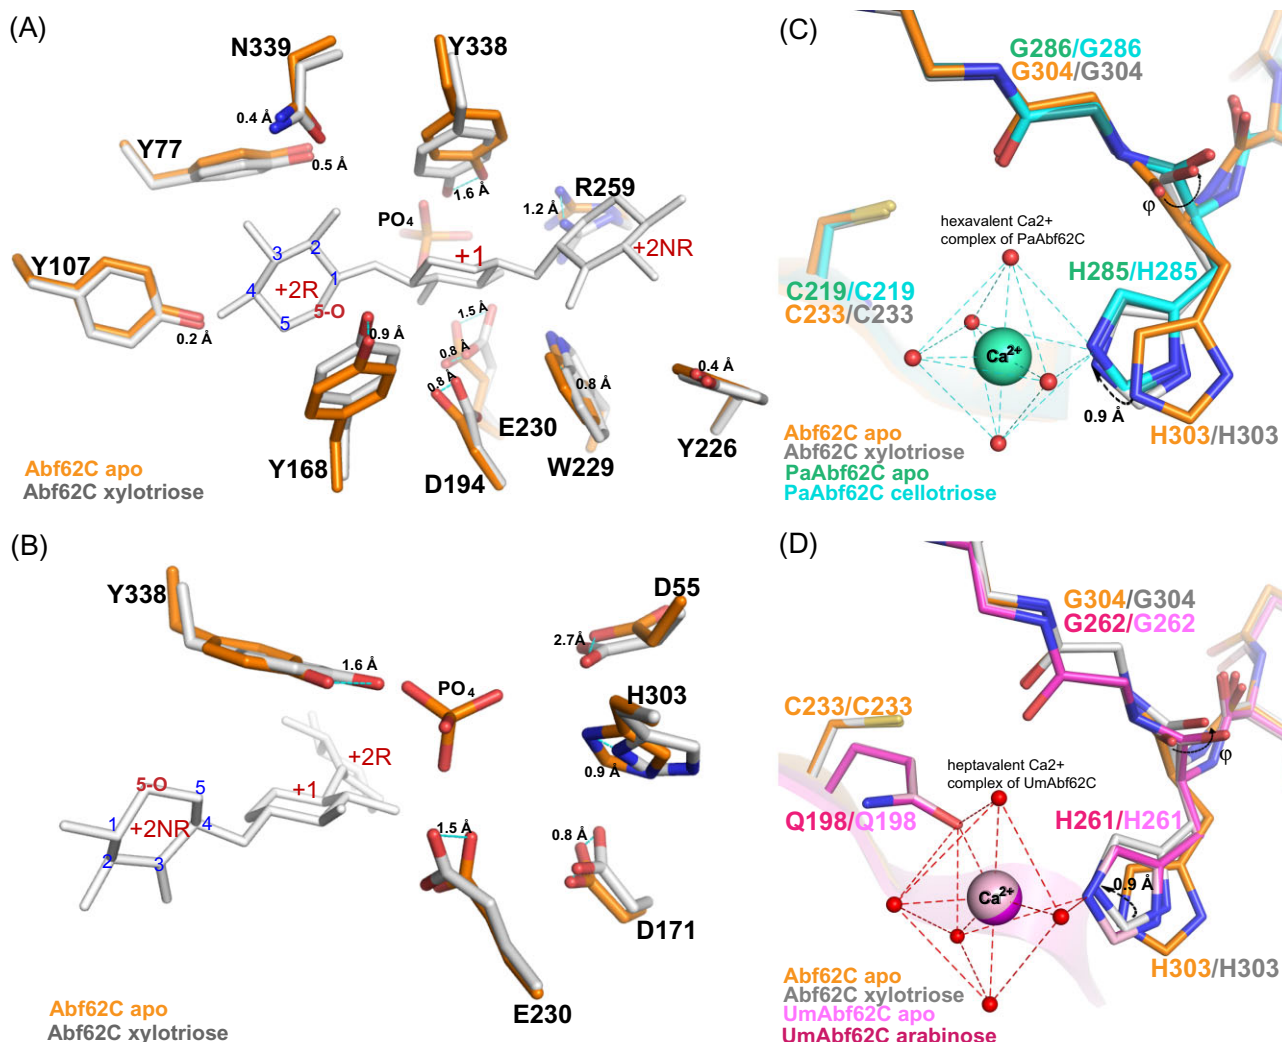 (A)
N339
Y338
0.4 Å
Y77
0.5 Å
1.6 Å
R259
1.2 Å
PO4
3
2
+1
+2NR
Y107
1
4
+2R
5
5-O
0.2 Å
0.9 Å
1.5 Å
0.8 Å
0.8 Å
0.8 Å
0.4 Å
E230
Y226
W229
Y168
D194
Abf62C apo
Abf62C xylotriose
(B)
Y338
D55
1.6 Å
2.7Å
PO4
H303
+2R
0.9 Å
5-O
5
+1
1
+2NR
4
2
3
1.5 Å
0.8 Å
D171
E230
Abf62C apo
Abf62C xylotriose
(C)
G286/G286
G304/G304
φ
hexavalent Ca2+
complex of PaAbf62C
C219/C219
C233/C233
H285/H285
Ca2+
0.9 Å
H303/H303
Abf62C apo
Abf62C xylotriose
PaAbf62C apo
PaAbf62C cellotriose
(D)
G304/G304
G262/G262
C233/C233
φ
heptavalent Ca2+
complex of UmAbf62C
Q198/Q198
H261/H261
0.9 Å
Ca2+
H303/H303
Abf62C apo
Abf62C xylotriose
UmAbf62C apo
UmAbf62C arabinose